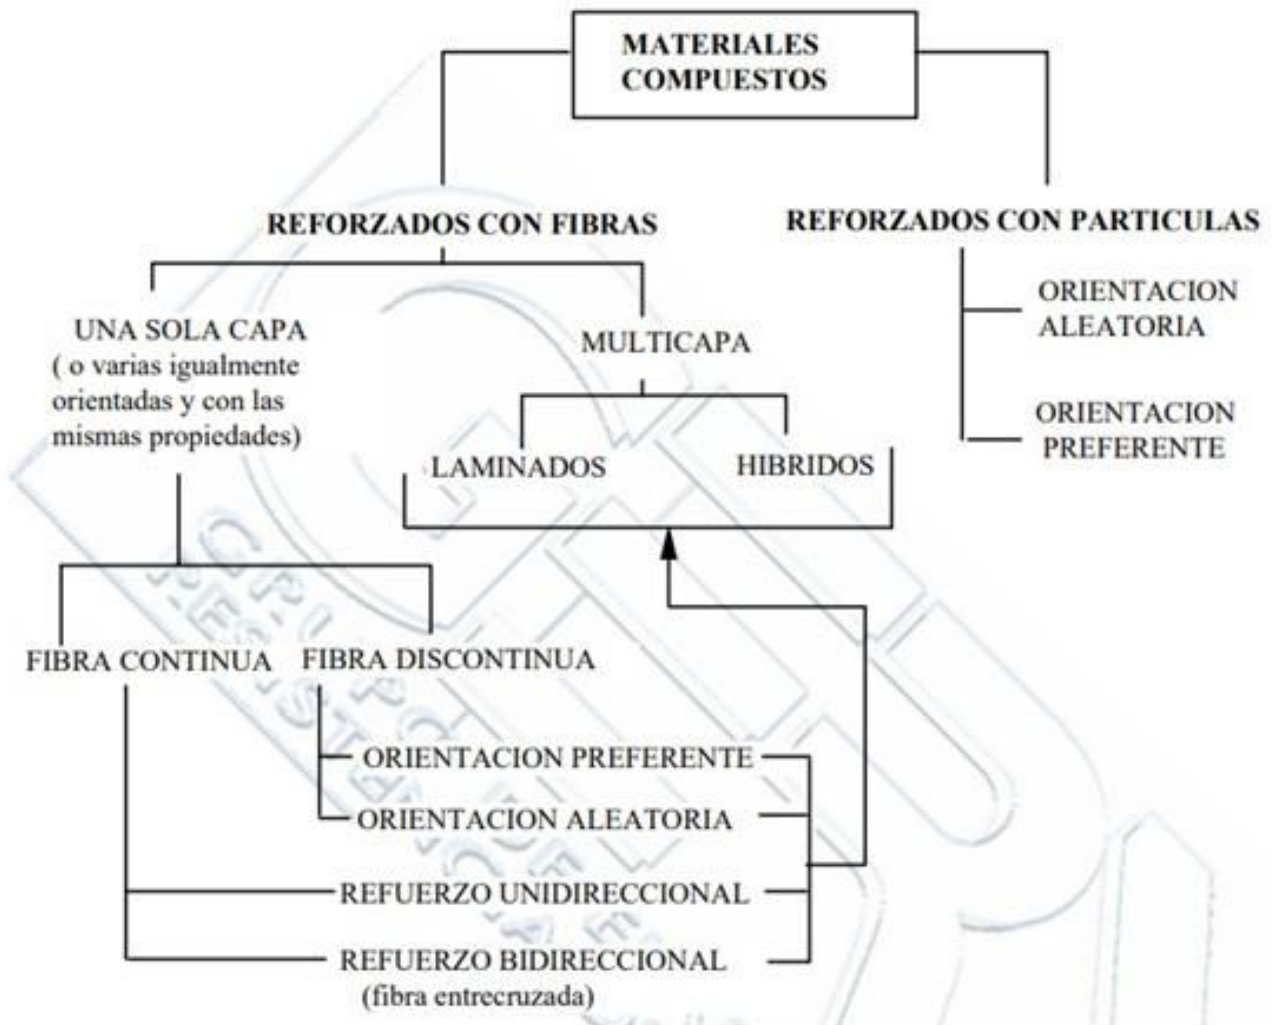 MATERIALES
COMPUESTOS
REFORZADOS CON FIBRAS
REFORZADOS CON PARTICULAS
ORIENTACION
ALEATORIA
ORIENTACION
PREFERENTE
UNA SOLA CAPA
( o varias igualmente
orientadas y con las
mismas propiedades)
MULTICAPA
LAMINADOS
HIBRIDOS
FIBRA CONTINUA
FIBRA DISCONTINUA
ORIENTACION PREFERENTE
ORIENTACION ALEATORIA
REFUERZO UNIDIRECCIONAL
REFUERZO BIDIRECCIONAL
(fibra entrecruzada)
GRUPO DE